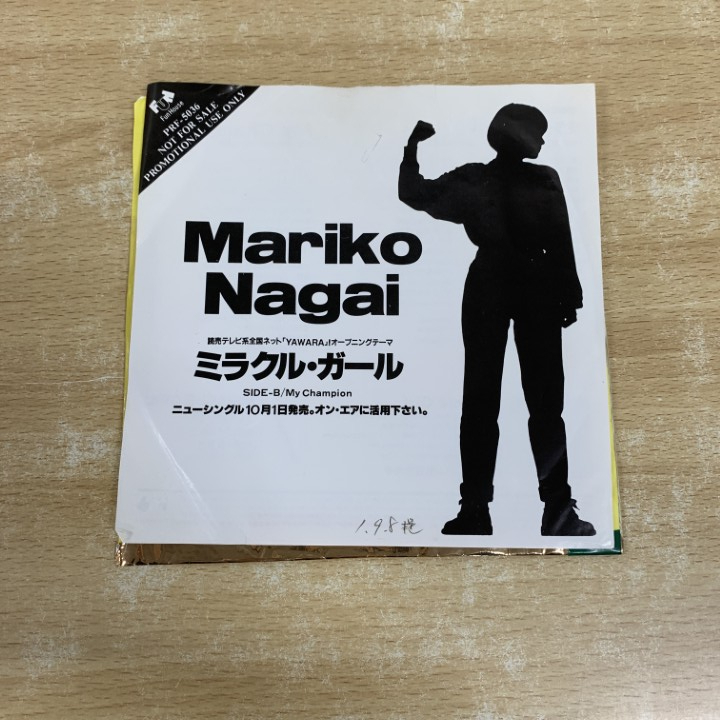 FUN
FunHouse
PRF-5036
NOT FOR SALE
PROMOTIONAL USE ONLY
Mariko
Nagai
読売テレビ系全国ネット「YAWARA」!オープニングテーマ
ミラクル・ガール
SIDE-B/My Champion
ニューシングル10月1日発売。オン・エアに活用下さい。
1.9.8